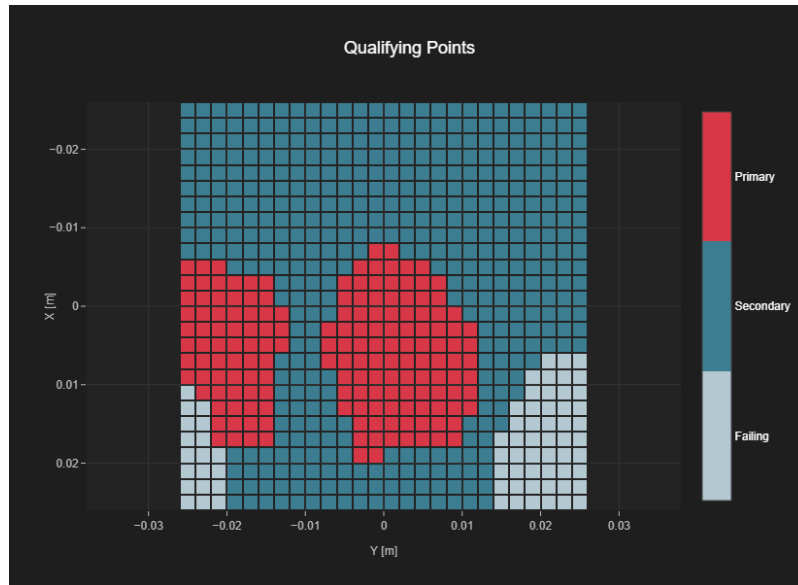 Qualifying Points
−0.02
−0.01
0
0.01
0.02
X [m]
−0.03
−0.02
−0.01
0
0.01
0.02
0.03
Y [m]
Primary
Secondary
Failing